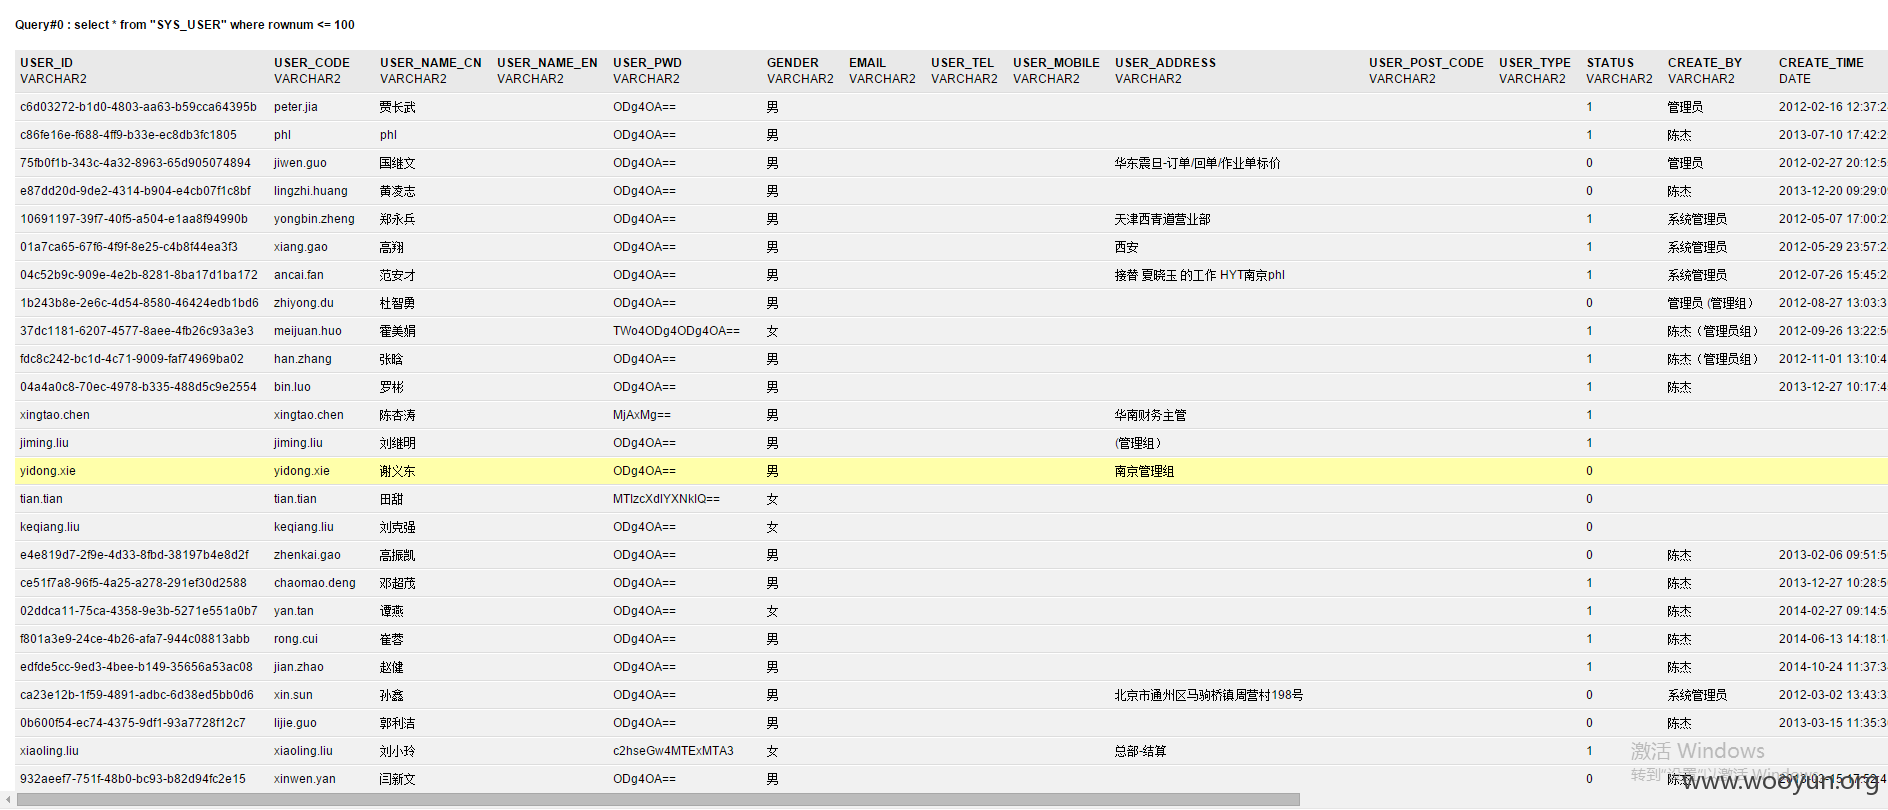 Query#0 : select * from "SYS_USER" where rownum <= 100
USER_ID USER_CODE USER_NAME_CN USER_NAME_EN USER_PWD GENDER EMAIL USER_TEL USER_MOBILE USER_ADDRESS USER_POST_CODE USER_TYPE STATUS CREATE_BY CREATE_TIME
VARCHAR2 VARCHAR2 VARCHAR2 VARCHAR2 VARCHAR2 VARCHAR2 VARCHAR2 VARCHAR2 VARCHAR2 VARCHAR2 VARCHAR2 VARCHAR2 VARCHAR2 VARCHAR2 DATE
c6d03272-b1d0-4803-aa63-b59cca64395b peter.jia 贾长武 ODg4OA== 男 1 管理员 2012-02-16 12:37:2
c86fe16e-f688-4ff9-b33e-ec8db3fc1805 phl phl ODg4OA== 男 1 陈杰 2013-07-10 17:42:2
75fb0f1b-343c-4a32-8963-65d905074894 jiwen.guo 国继文 ODg4OA== 男 华东震旦-订单/回单/作业单标价 0 管理员 2012-02-27 20:12:5
e87dd20d-9de2-4314-b904-e4cb07f1c8bf lingzhi.huang 黄凌志 ODg4OA== 男 0 陈杰 2013-12-20 09:29:0
10691197-39f7-40f5-a504-e1aa8f94990b yongbin.zheng 郑永兵 ODg4OA== 男 天津西青道营业部 1 系统管理员 2012-05-07 17:00:2
01a7ca65-67f6-4f9f-8e25-c4b8f44ea3f3 xiang.gao 高翔 ODg4OA== 男 西安 1 系统管理员 2012-05-29 23:57:2
04c52b9c-909e-4e2b-8281-8ba17d1ba172 ancai.fan 范安才 ODg4OA== 男 接替 夏晓玉 的工作 HYT南京phl 1 系统管理员 2012-07-26 15:45:2
1b243b8e-2e6c-4d54-8580-46424edb1bd6 zhiyong.du 杜智勇 ODg4OA== 男 0 管理员 (管理组） 2012-08-27 13:03:3
37dc1181-6207-4577-8aee-4fb26c93a3e3 meijuan.huo 霍美娟 TWo4ODg4ODg4OA== 女 1 陈杰（管理员组） 2012-09-26 13:22:5
fdc8c242-bc1d-4c71-9009-faf74969ba02 han.zhang 张晗 ODg4OA== 男 1 陈杰（管理员组） 2012-11-01 13:10:4
04a4a0c8-70ec-4978-b335-488d5c9e2554 bin.luo 罗彬 ODg4OA== 男 1 陈杰 2013-12-27 10:17:4
xingtao.chen xingtao.chen 陈杏涛 MjAxMg== 男 华南财务主管 1
jiming.liu jiming.liu 刘继明 ODg4OA== 男 (管理组） 1
yidong.xie yidong.xie 谢义东 ODg4OA== 男 南京管理组 0
tian.tian tian.tian 田甜 MTIzcXdlYXNkIQ== 女 0
keqiang.liu keqiang.liu 刘克强 ODg4OA== 女 0
e4e819d7-2f9e-4d33-8fbd-38197b4e8d2f zhenkai.gao 高振凯 ODg4OA== 男 0 陈杰 2013-02-06 09:51:5
ce51f7a8-96f5-4a25-a278-291ef30d2588 chaomao.deng 邓超茂 ODg4OA== 男 1 陈杰 2013-12-27 10:28:5
02ddca11-75ca-4358-9e3b-5271e551a0b7 yan.tan 谭燕 ODg4OA== 女 1 陈杰 2014-02-27 09:14:5
f801a3e9-24ce-4b26-afa7-944c08813abb rong.cui 崔蓉 ODg4OA== 男 1 陈杰 2014-06-13 14:18:1
edfde5cc-9ed3-4bee-b149-35656a53ac08 jian.zhao 赵健 ODg4OA== 男 1 陈杰 2014-10-24 11:37:3
ca23e12b-1f59-4891-adbc-6d38ed5bb0d6 xin.sun 孙鑫 ODg4OA== 男 北京市通州区马驹桥镇周营村198号 0 系统管理员 2012-03-02 13:43:3
0b600f54-ec74-4375-9df1-93a7728f12c7 lijie.guo 郭利洁 ODg4OA== 男 0 陈杰 2013-03-15 11:35:3
xiaoling.liu xiaoling.liu 刘小玲 c2hseGw4MTExMTA3 女 总部-结算 1
激活 Windows
转到“设置”以激活 Windows
932aeef7-751f-48b0-bc93-b82d94fc2e15 xinwen.yan 闫新文 ODg4OA== 男 0 陈杰 2013-03-15 17:52:4
www.wooyun.org